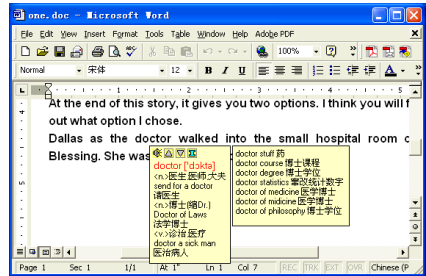 one.doc - Microsoft Word
File Edit View Insert Format Tools Table Window Help Adobe PDF
100%
Normal 宋体 12 B I U A
1 2 3 4 5
At the end of this story, it gives you two options. I think you will f
out what option I chose.
Dallas as the doctor walked into the small hospital room c
Blessing. She was
doctor ['dɔktə]
<n.>医生 医师 大夫
send for a doctor
请医生
<n.>博士(缩Dr.)
Doctor of Laws
法学博士
<v.>诊治 医疗
doctor a sick man
医治病人
doctor stuff 药
doctor course 博士课程
doctor degree 博士学位
doctor statistics 窜改统计数字
doctor of medicine 医学博士
doctor of midicine 医学博士
doctor of philosophy 博士学位
Page 1 Sec 1 1/1 At 1" Ln 1 Col 7 REC TRK EXT OVR Chinese (P